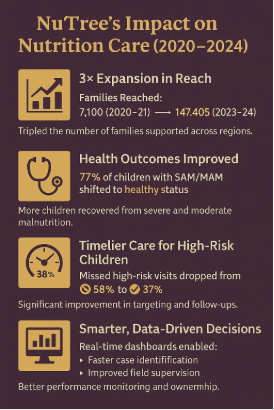 NuTree's Impact on
Nutrition Care (2020–2024)
3× Expansion in Reach
Families Reached:
7,100 (2020–21) ⟶ 147.405 (2023–24)
Tripled the number of families supported across regions.
Health Outcomes Improved
77% of children with SAM/MAM
shifted to healthy status
More children recovered from severe and moderate
malnutrition.
38%
Timelier Care for High-Risk
Children
Missed high-risk visits dropped from
58% to 37%
Significant improvement in targeting and follow-ups.
Smarter, Data-Driven Decisions
Real-time dashboards enabled:
▸ Faster case identifification
▸ Improved field supervision
Better performance monitoring and ownermhip.